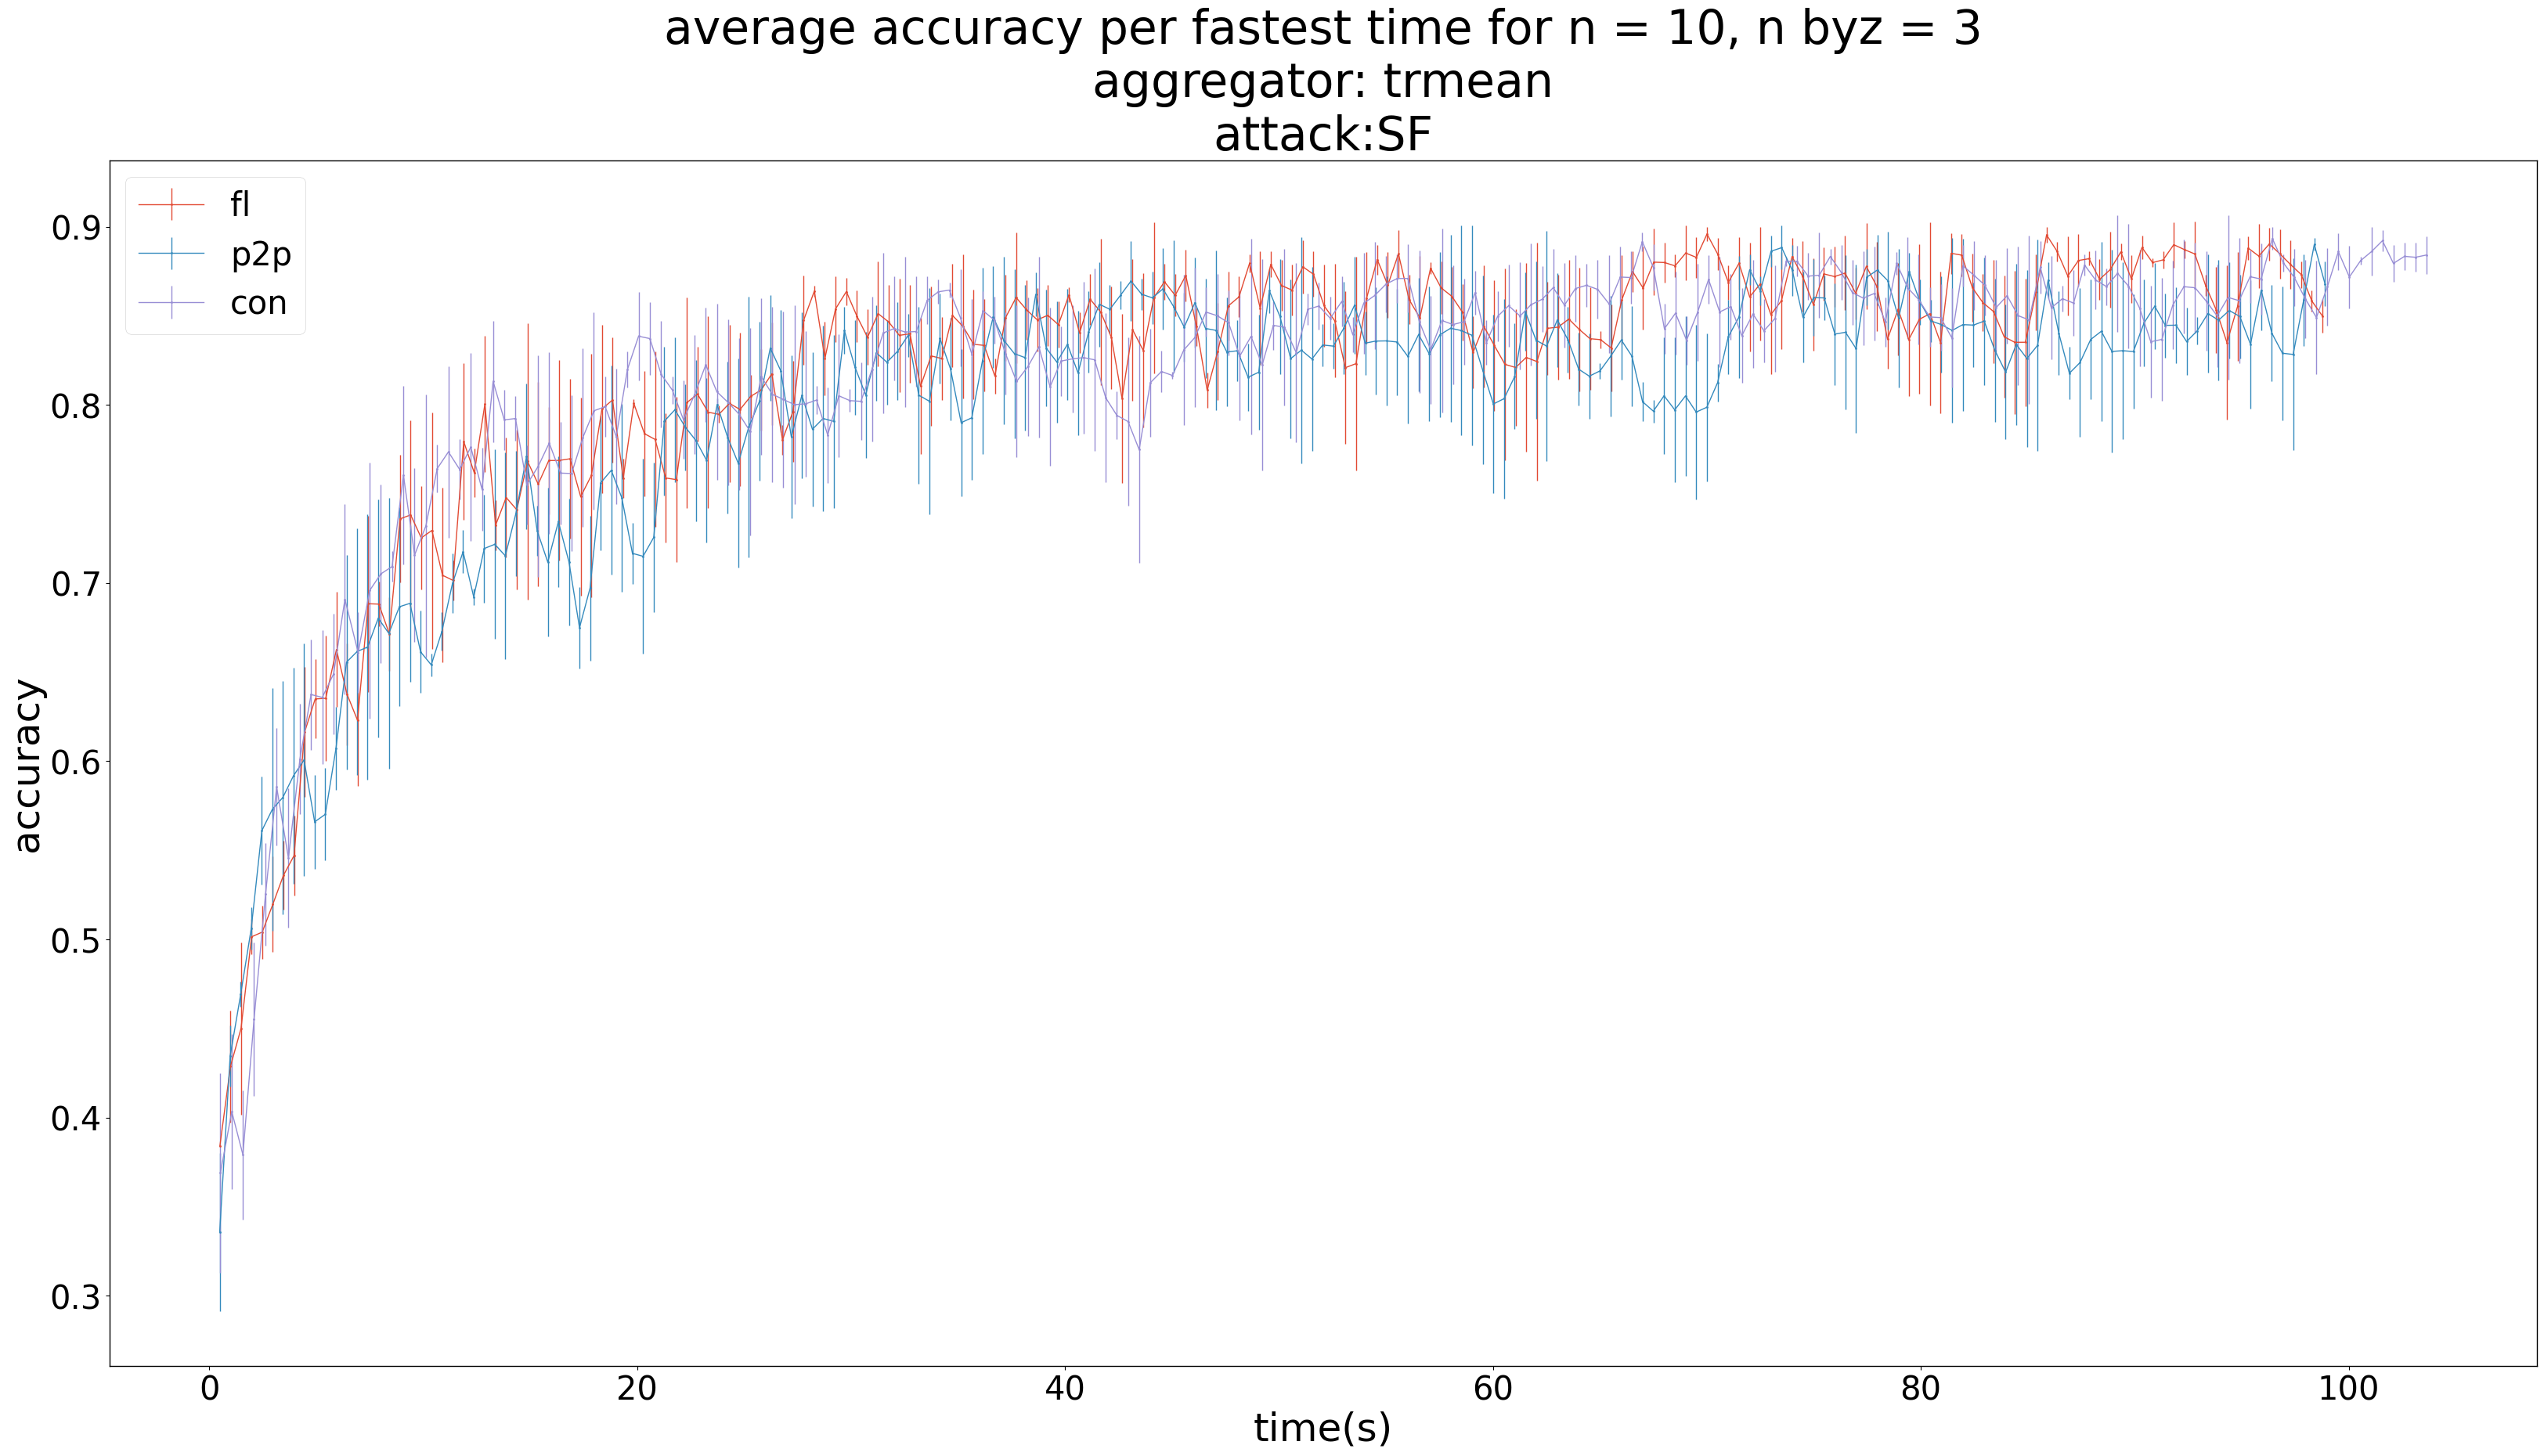 average accuracy per fastest time for n = 10, n byz = 3
aggregator: trmean
attack:SF
fl
p2p
con
accuracy
0.9
0.8
0.7
0.6
0.5
0.4
0.3
0 20 40 60 80 100
time(s)